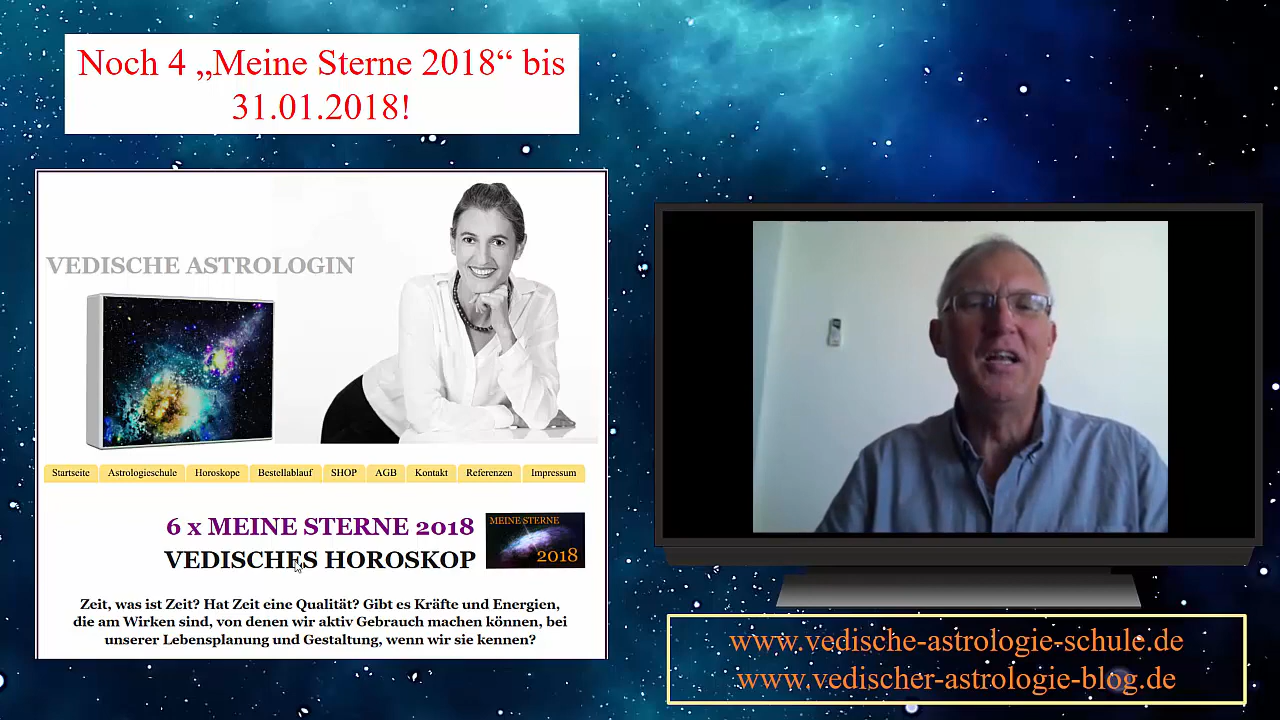 Noch 4 „Meine Sterne 2018“ bis
31.01.2018!
VEDISCHE ASTROLOGIN
Startseite Astrologieschule Horoskope Bestellablauf SHOP AGB Kontakt Referenzen Impressum
6 x MEINE STERNE 2018
VEDISCHES HOROSKOP
MEINE STERNE
2018
Zeit, was ist Zeit? Hat Zeit eine Qualität? Gibt es Kräfte und Energien,
die am Wirken sind, von denen wir aktiv Gebrauch machen können, bei
unserer Lebensplanung und Gestaltung, wenn wir sie kennen?
www.vedische-astrologie-schule.de
www.vedischer-astrologie-blog.de